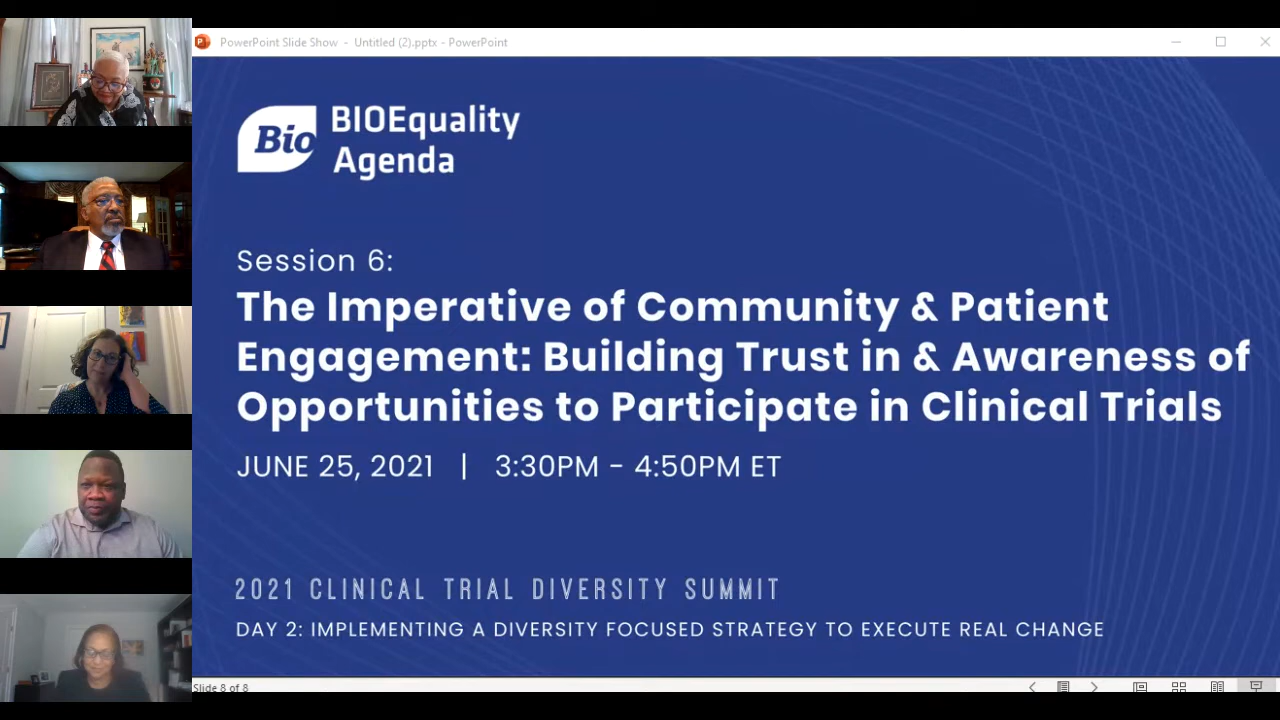 PowerPoint Slide Show - Untitled (2).pptx - PowerPoint
Bio
BIOEquality
Agenda
Session 6:
The Imperative of Community & Patient
Engagement: Building Trust in & Awareness of
Opportunities to Participate in Clinical Trials
JUNE 25, 2021 | 3:30PM - 4:50PM ET
2021 CLINICAL TRIAL DIVERSITY SUMMIT
DAY 2: IMPLEMENTING A DIVERSITY FOCUSED STRATEGY TO EXECUTE REAL CHANGE
Slide 8 of 8